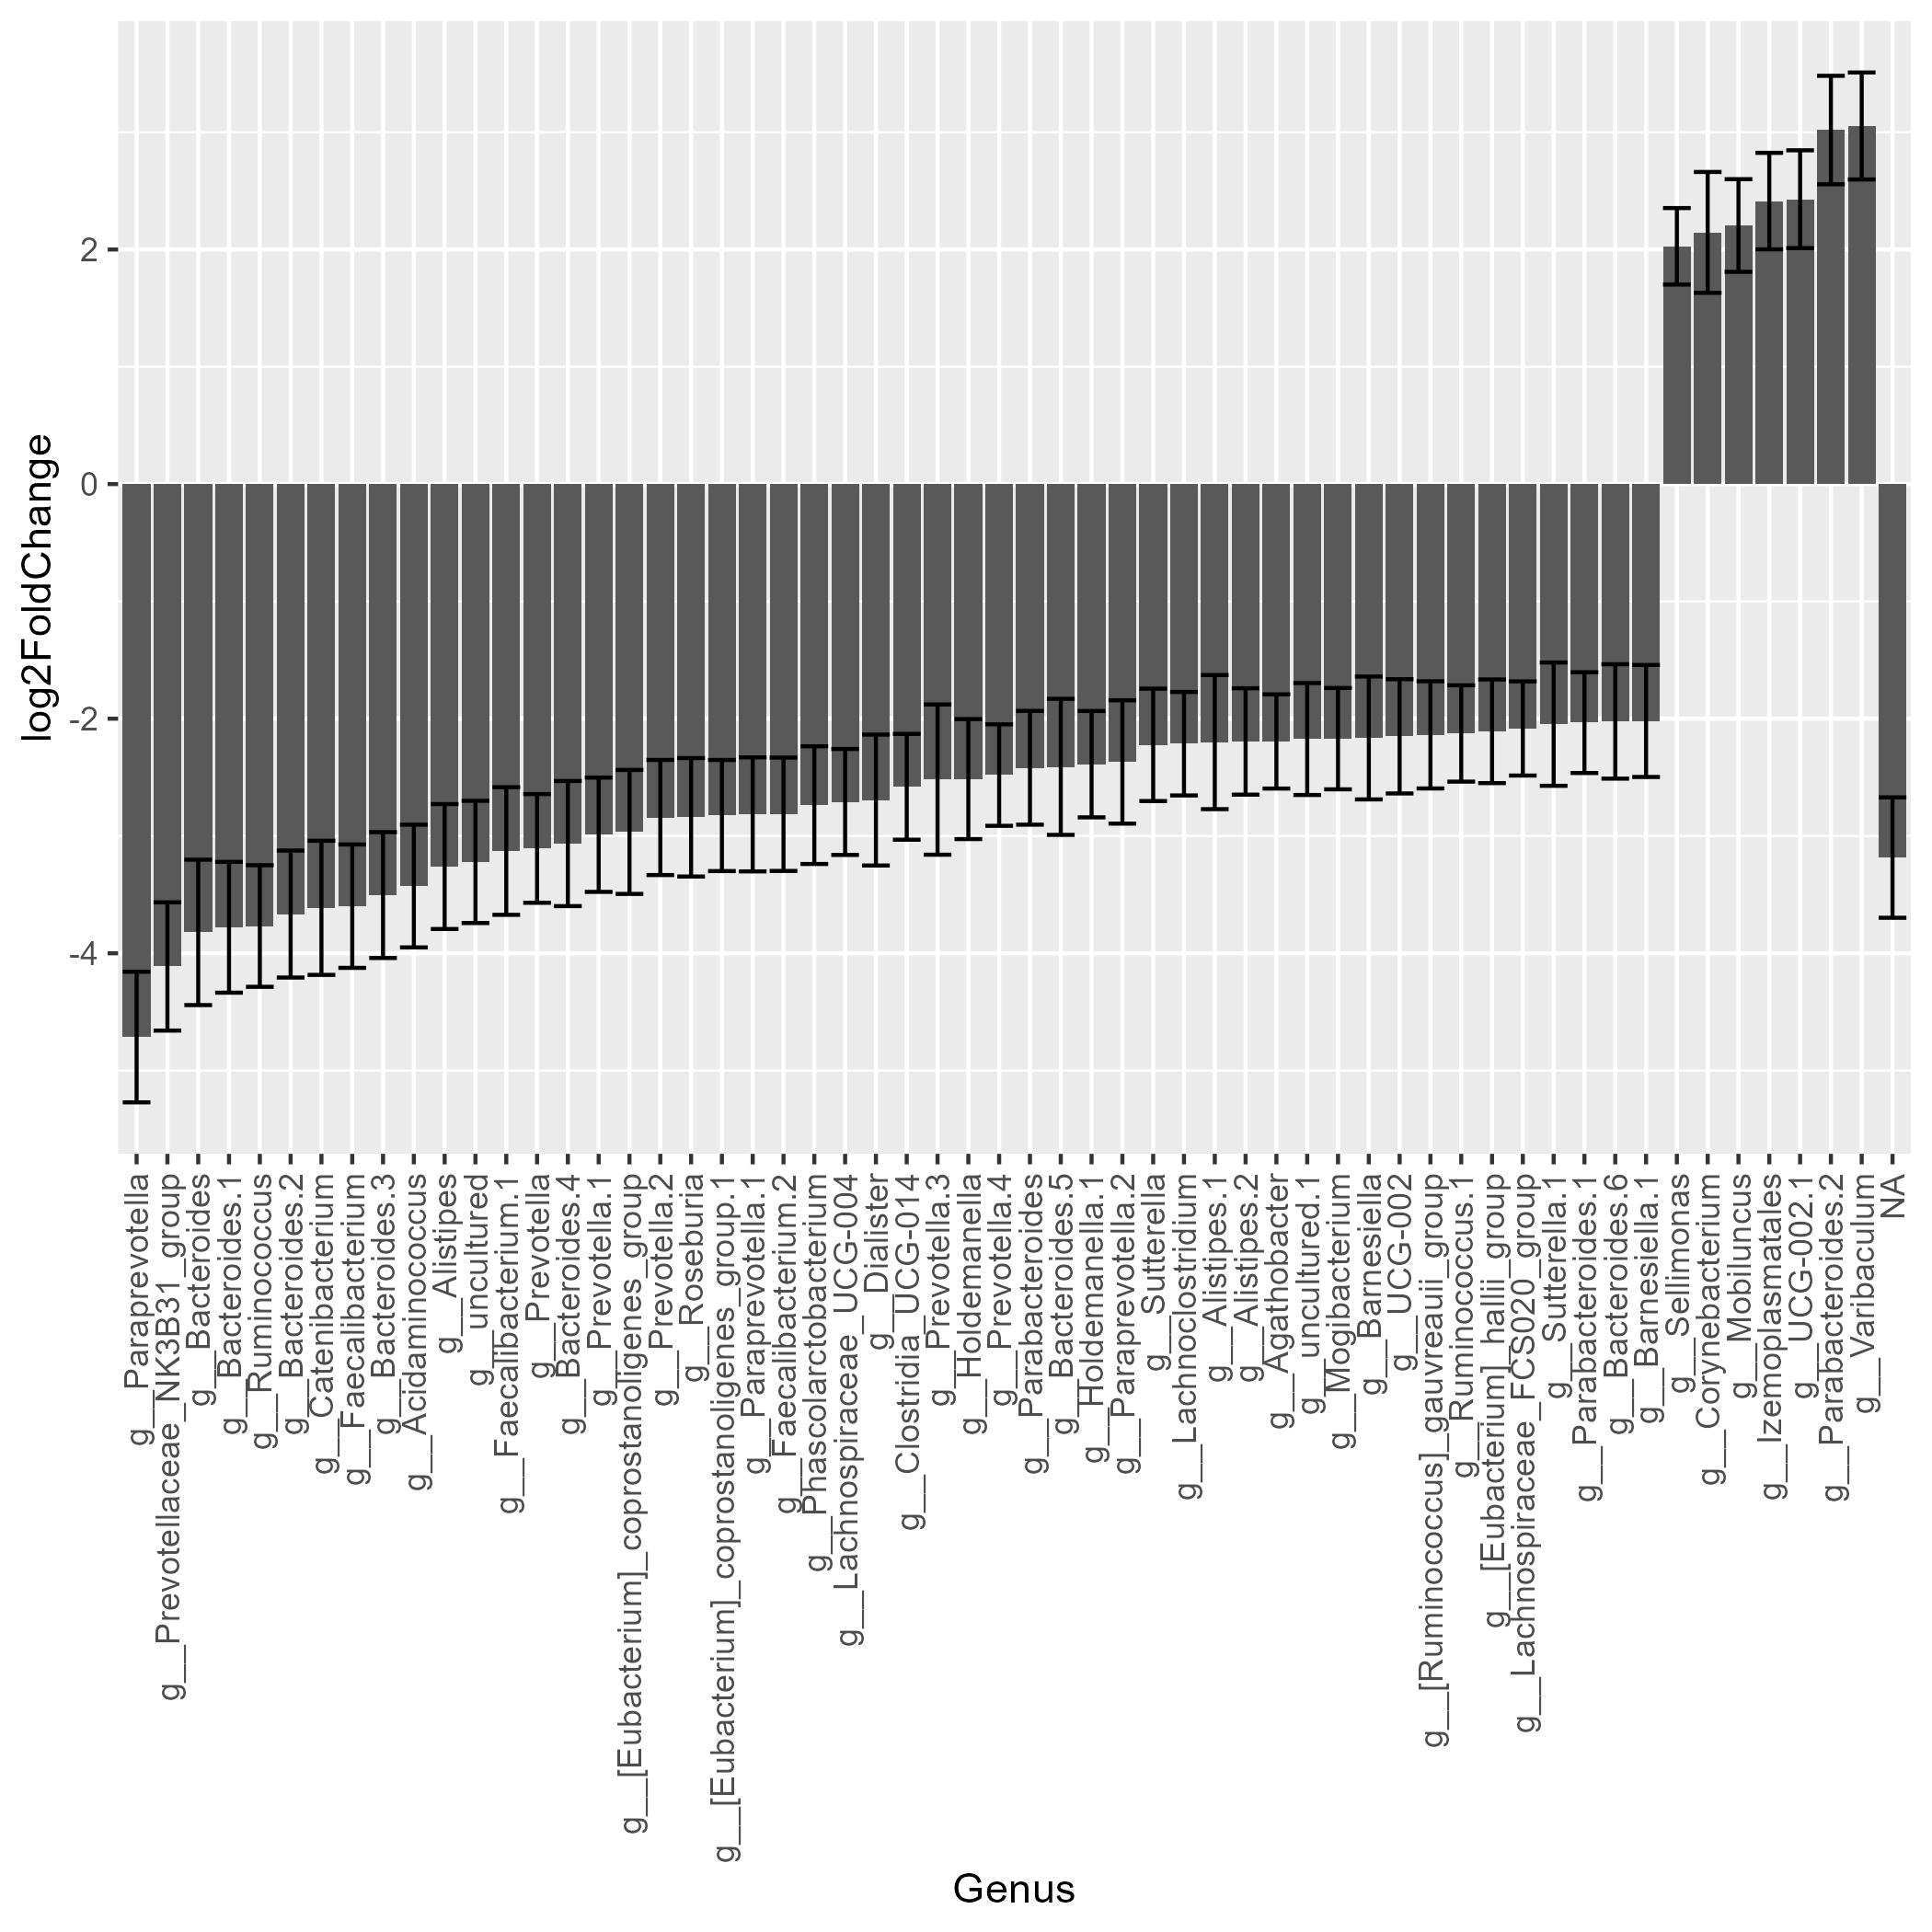 log2FoldChange
2
0
-2
-4
g__Paraprevotella
g__Prevotellaceae_NK3B31_group
g__Bacteroides
g__Bacteroides.1
g__Ruminococcus
g__Bacteroides.2
g__Catenibacterium
g__Faecalibacterium
g__Bacteroides.3
g__Acidaminococcus
g__Alistipes
g__uncultured
g__Faecalibacterium.1
g__Prevotella
g__Bacteroides.4
g__Prevotella.1
g__[Eubacterium]_coprostanoligenes_group
g__Prevotella.2
g__Roseburia
g__[Eubacterium]_coprostanoligenes_group.1
g__Paraprevotella.1
g__Faecalibacterium.2
g__Phascolarctobacterium
g__Lachnospiraceae_UCG-004
g__Dialister
g__Clostridia_UCG-014
g__Prevotella.3
g__Holdemanella
g__Prevotella.4
g__Parabacteroides
g__Bacteroides.5
g__Holdemanella.1
g__Paraprevotella.2
g__Sutterella
g__Lachnoclostridium
g__Alistipes.1
g__Alistipes.2
g__Agathobacter
g__uncultured.1
g__Mogibacterium
g__Barnesiella
g__UCG-002
g__[Ruminococcus]_gauvreauii_group
g__Ruminococcus.1
g__[Eubacterium]_hallii_group
g__Lachnospiraceae_FCS020_group
g__Sutterella.1
g__Parabacteroides.1
g__Bacteroides.6
g__Barnesiella.1
g__Sellimonas
g__Corynebacterium
g__Mobiluncus
g__Izemoplasmatales
g__UCG-002.1
g__Parabacteroides.2
g__Varibaculum
NA
Genus